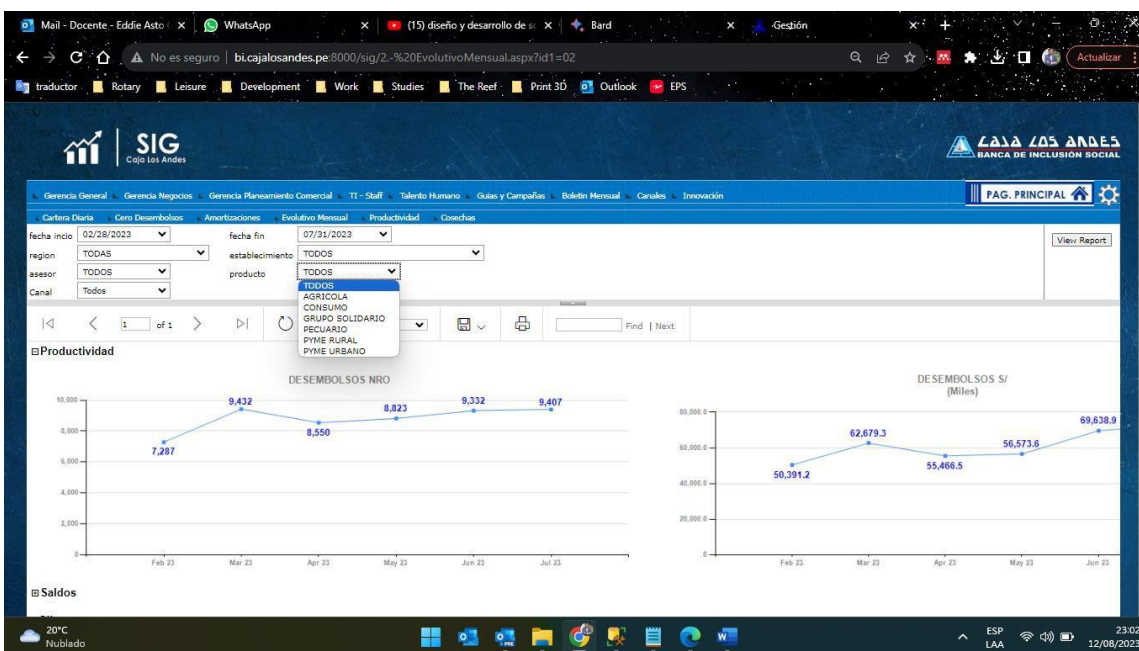 Mail - Docente - Eddie Asto
WhatsApp
(15) diseño y desarrollo de sc
Bard
Gestión
No es seguro
bi.cajalosandes.pe:8000/sig/2.-%20EvolutivoMensual.aspx?id1=02
Actualizar
traductor
Rotary
Leisure
Development
Work
Studies
The Reef
Print 3D
Outlook
EPS
SIG
Caja Los Andes
CAJA LOS ANDES
BANCA DE INCLUSIÓN SOCIAL
Gerencia General
Gerencia Negocios
Gerencia Planeamiento Comercial
TI - Staff
Talento Humano
Guias y Campañas
Boletin Mensual
Canales
Innovación
PAG. PRINCIPAL
Cartera Diaria
Cero Desembolsos
Amortizaciones
Evolutivo Mensual
Productividad
Cosechas
fecha incio 02/28/2023
fecha fin 07/31/2023
View Report
region TODAS
establecimiento TODOS
asesor TODOS
producto TODOS
Canal Todos
TODOS
AGRICOLA
CONSUMO
GRUPO SOLIDARIO
PECUARIO
PYME RURAL
PYME URBANO
1 of 1
Find | Next
Productividad
DESEMBOLSOS NRO
10,000
8,000
6,000
4,000
2,000
0
7,287
9,432
8,550
8,823
9,332
9,407
Feb 23
Mar 23
Apr 23
May 23
Jun 23
Jul 23
DESEMBOLSOS S/
(Miles)
80,000.0
60,000.0
40,000.0
20,000.0
.0
50,391.2
62,679.3
55,466.5
56,573.6
69,638.9
Feb 23
Mar 23
Apr 23
May 23
Jun 23
Saldos
20°C
Nublado
ESP
LAA
23:02
12/08/2023